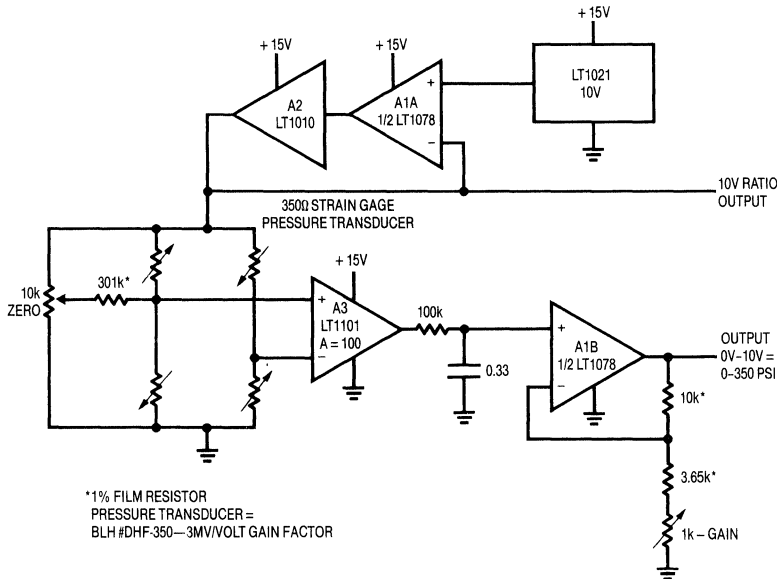 + 15V
+ 15V
+ 15V
A2
LT1010
+
A1A
1/2 LT1078
−
LT1021
10V
10V RATIO
OUTPUT
350Ω STRAIN GAGE
PRESSURE TRANSDUCER
10k
ZERO
301k*
+ 15V
+
A3
LT1101
A = 100
−
100k
0.33
+
A1B
1/2 LT1078
−
OUTPUT
0V–10V =
0–350 PSI
10k*
3.65k*
1k – GAIN
*1% FILM RESISTOR
PRESSURE TRANSDUCER =
BLH #DHF-350—3MV/VOLT GAIN FACTOR